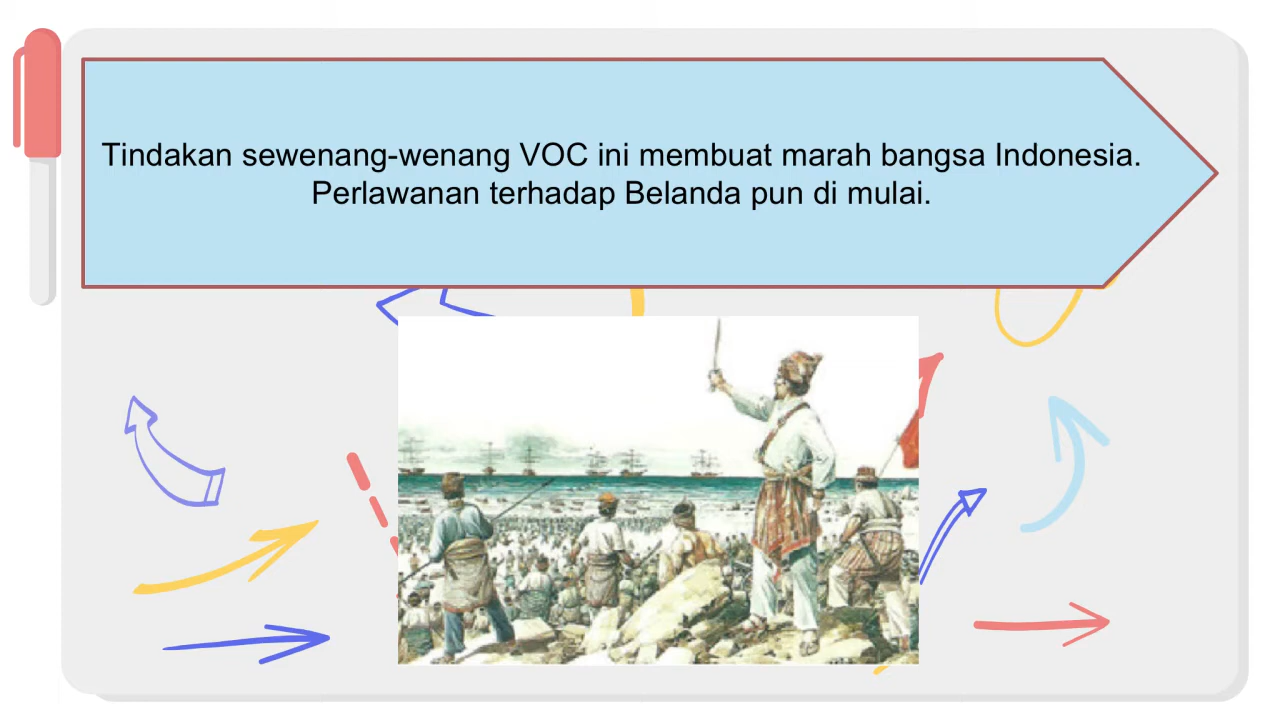 Tindakan sewenang-wenang VOC ini membuat marah bangsa Indonesia.
Perlawanan terhadap Belanda pun di mulai.